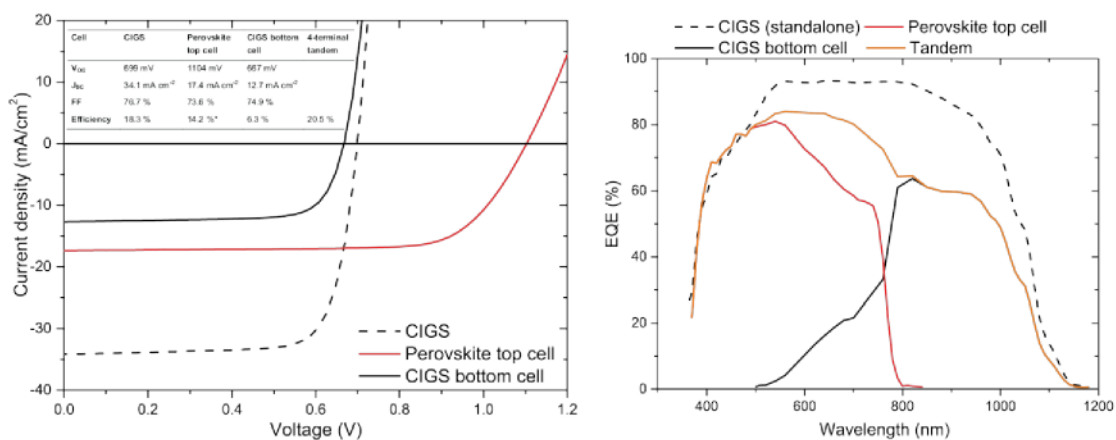 Cell CIGS Perovskite top cell CIGS bottom cell 4-terminal tandem
V_OC 699 mV 1104 mV 667 mV
J_SC 34.1 mA cm⁻² 17.4 mA cm⁻² 12.7 mA cm⁻²
FF 76.7 % 73.6 % 74.9 %
Efficiency 18.3 % 14.2 %* 6.3 % 20.5 %
20
10
0
-10
-20
-30
-40
Current density (mA/cm²)
CIGS
Perovskite top cell
CIGS bottom cell
0.0 0.2 0.4 0.6 0.8 1.0 1.2
Voltage (V)
CIGS (standalone) Perovskite top cell
CIGS bottom cell Tandem
100
80
60
40
20
0
EQE (%)
400 600 800 1000 1200
Wavelength (nm)